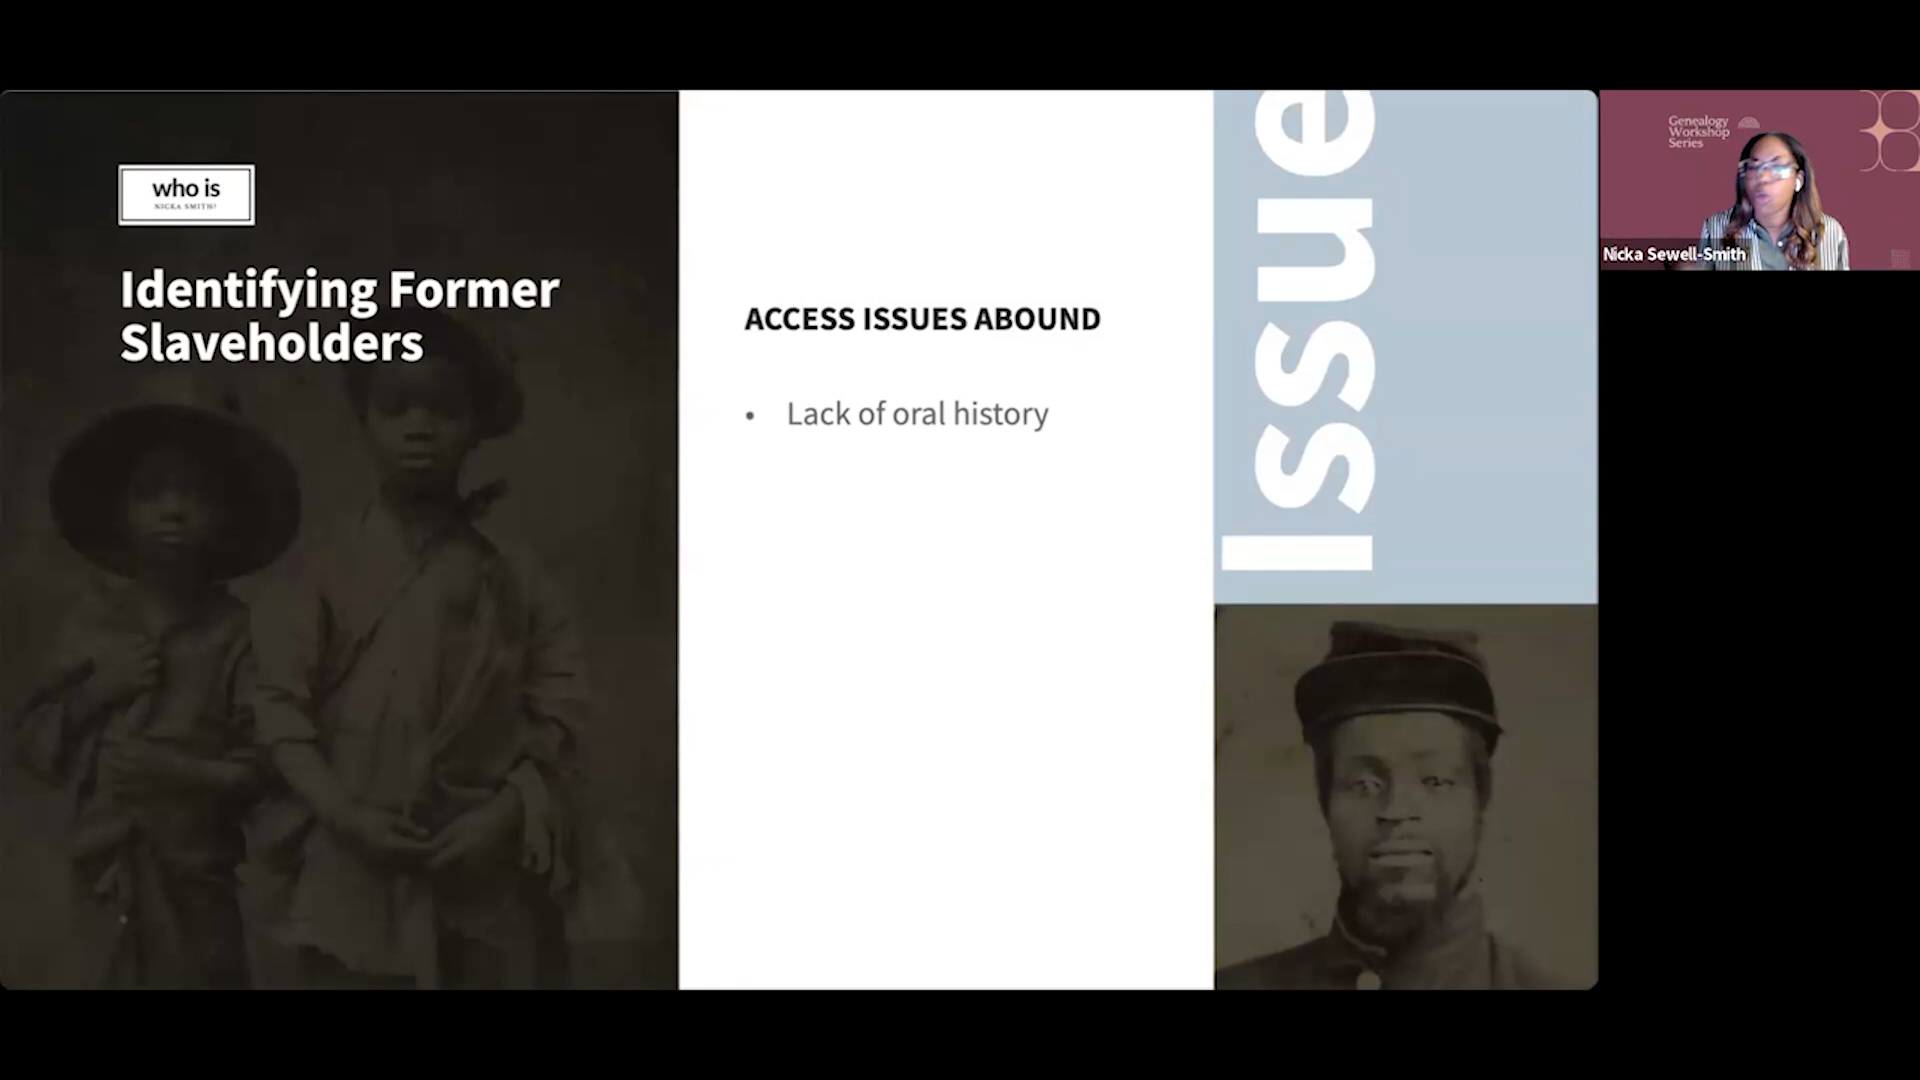 who is
NICKA SMITH?
Identifying Former
Slaveholders
ACCESS ISSUES ABOUND
• Lack of oral history
Issue
Genealogy
Workshop
Series
Nicka Sewell-Smith